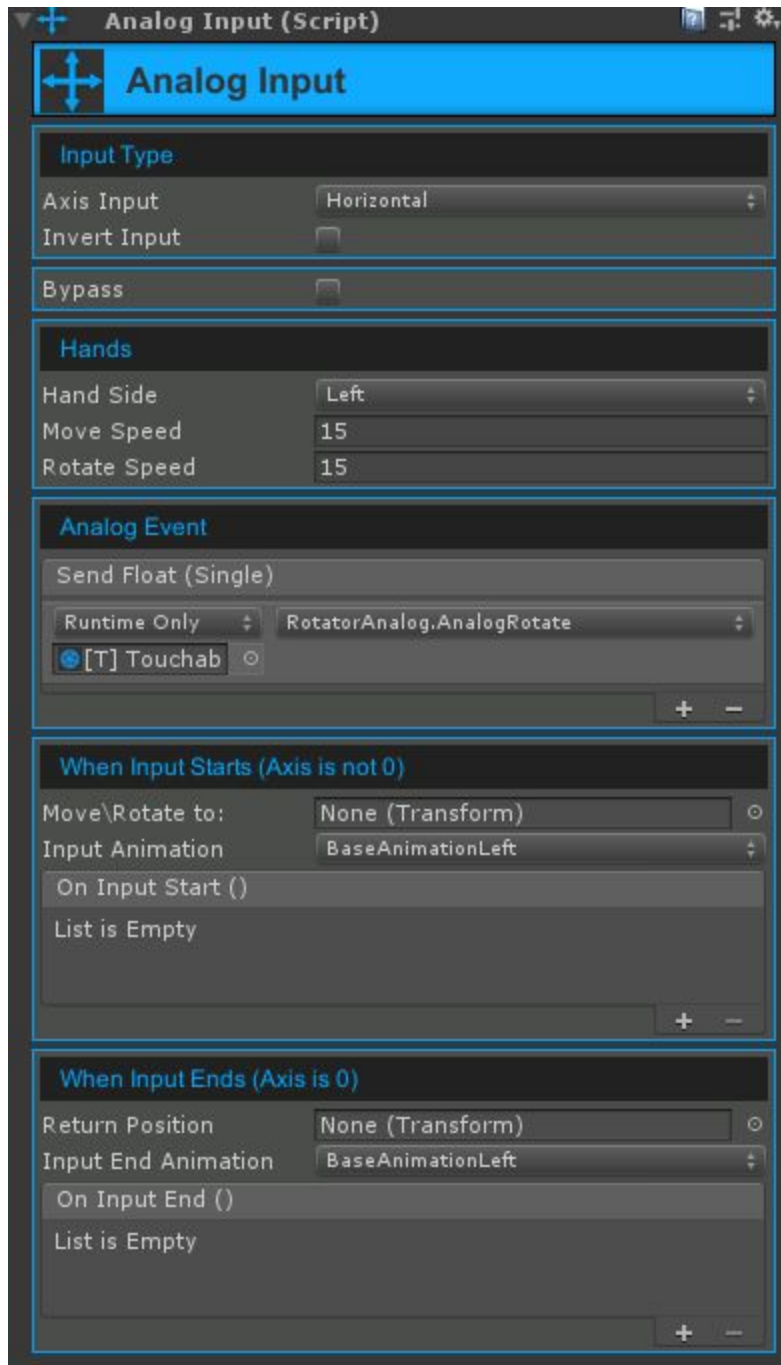 Analog Input (Script)
Analog Input
Input Type
Axis Input Horizontal
Invert Input
Bypass
Hands
Hand Side Left
Move Speed 15
Rotate Speed 15
Analog Event
Send Float (Single)
Runtime Only RotatorAnalog.AnalogRotate
[T] Touchab
When Input Starts (Axis is not 0)
Move\Rotate to: None (Transform)
Input Animation BaseAnimationLeft
On Input Start ()
List is Empty
+ −
When Input Ends (Axis is 0)
Return Position None (Transform)
Input End Animation BaseAnimationLeft
On Input End ()
List is Empty
+ −